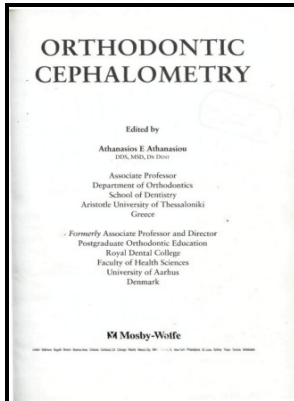 ORTHODONTIC
CEPHALOMETRY
Edited by
Athanasios E Athanasiou
DDS, MSD, DR DENT
Associate Professor
Department of Orthodontics
School of Dentistry
Aristotle University of Thessaloniki
Greece
Formerly Associate Professor and Director
Postgraduate Orthodontic Education
Royal Dental College
Faculty of Health Sciences
University of Aarhus
Denmark
Mosby-Wolfe